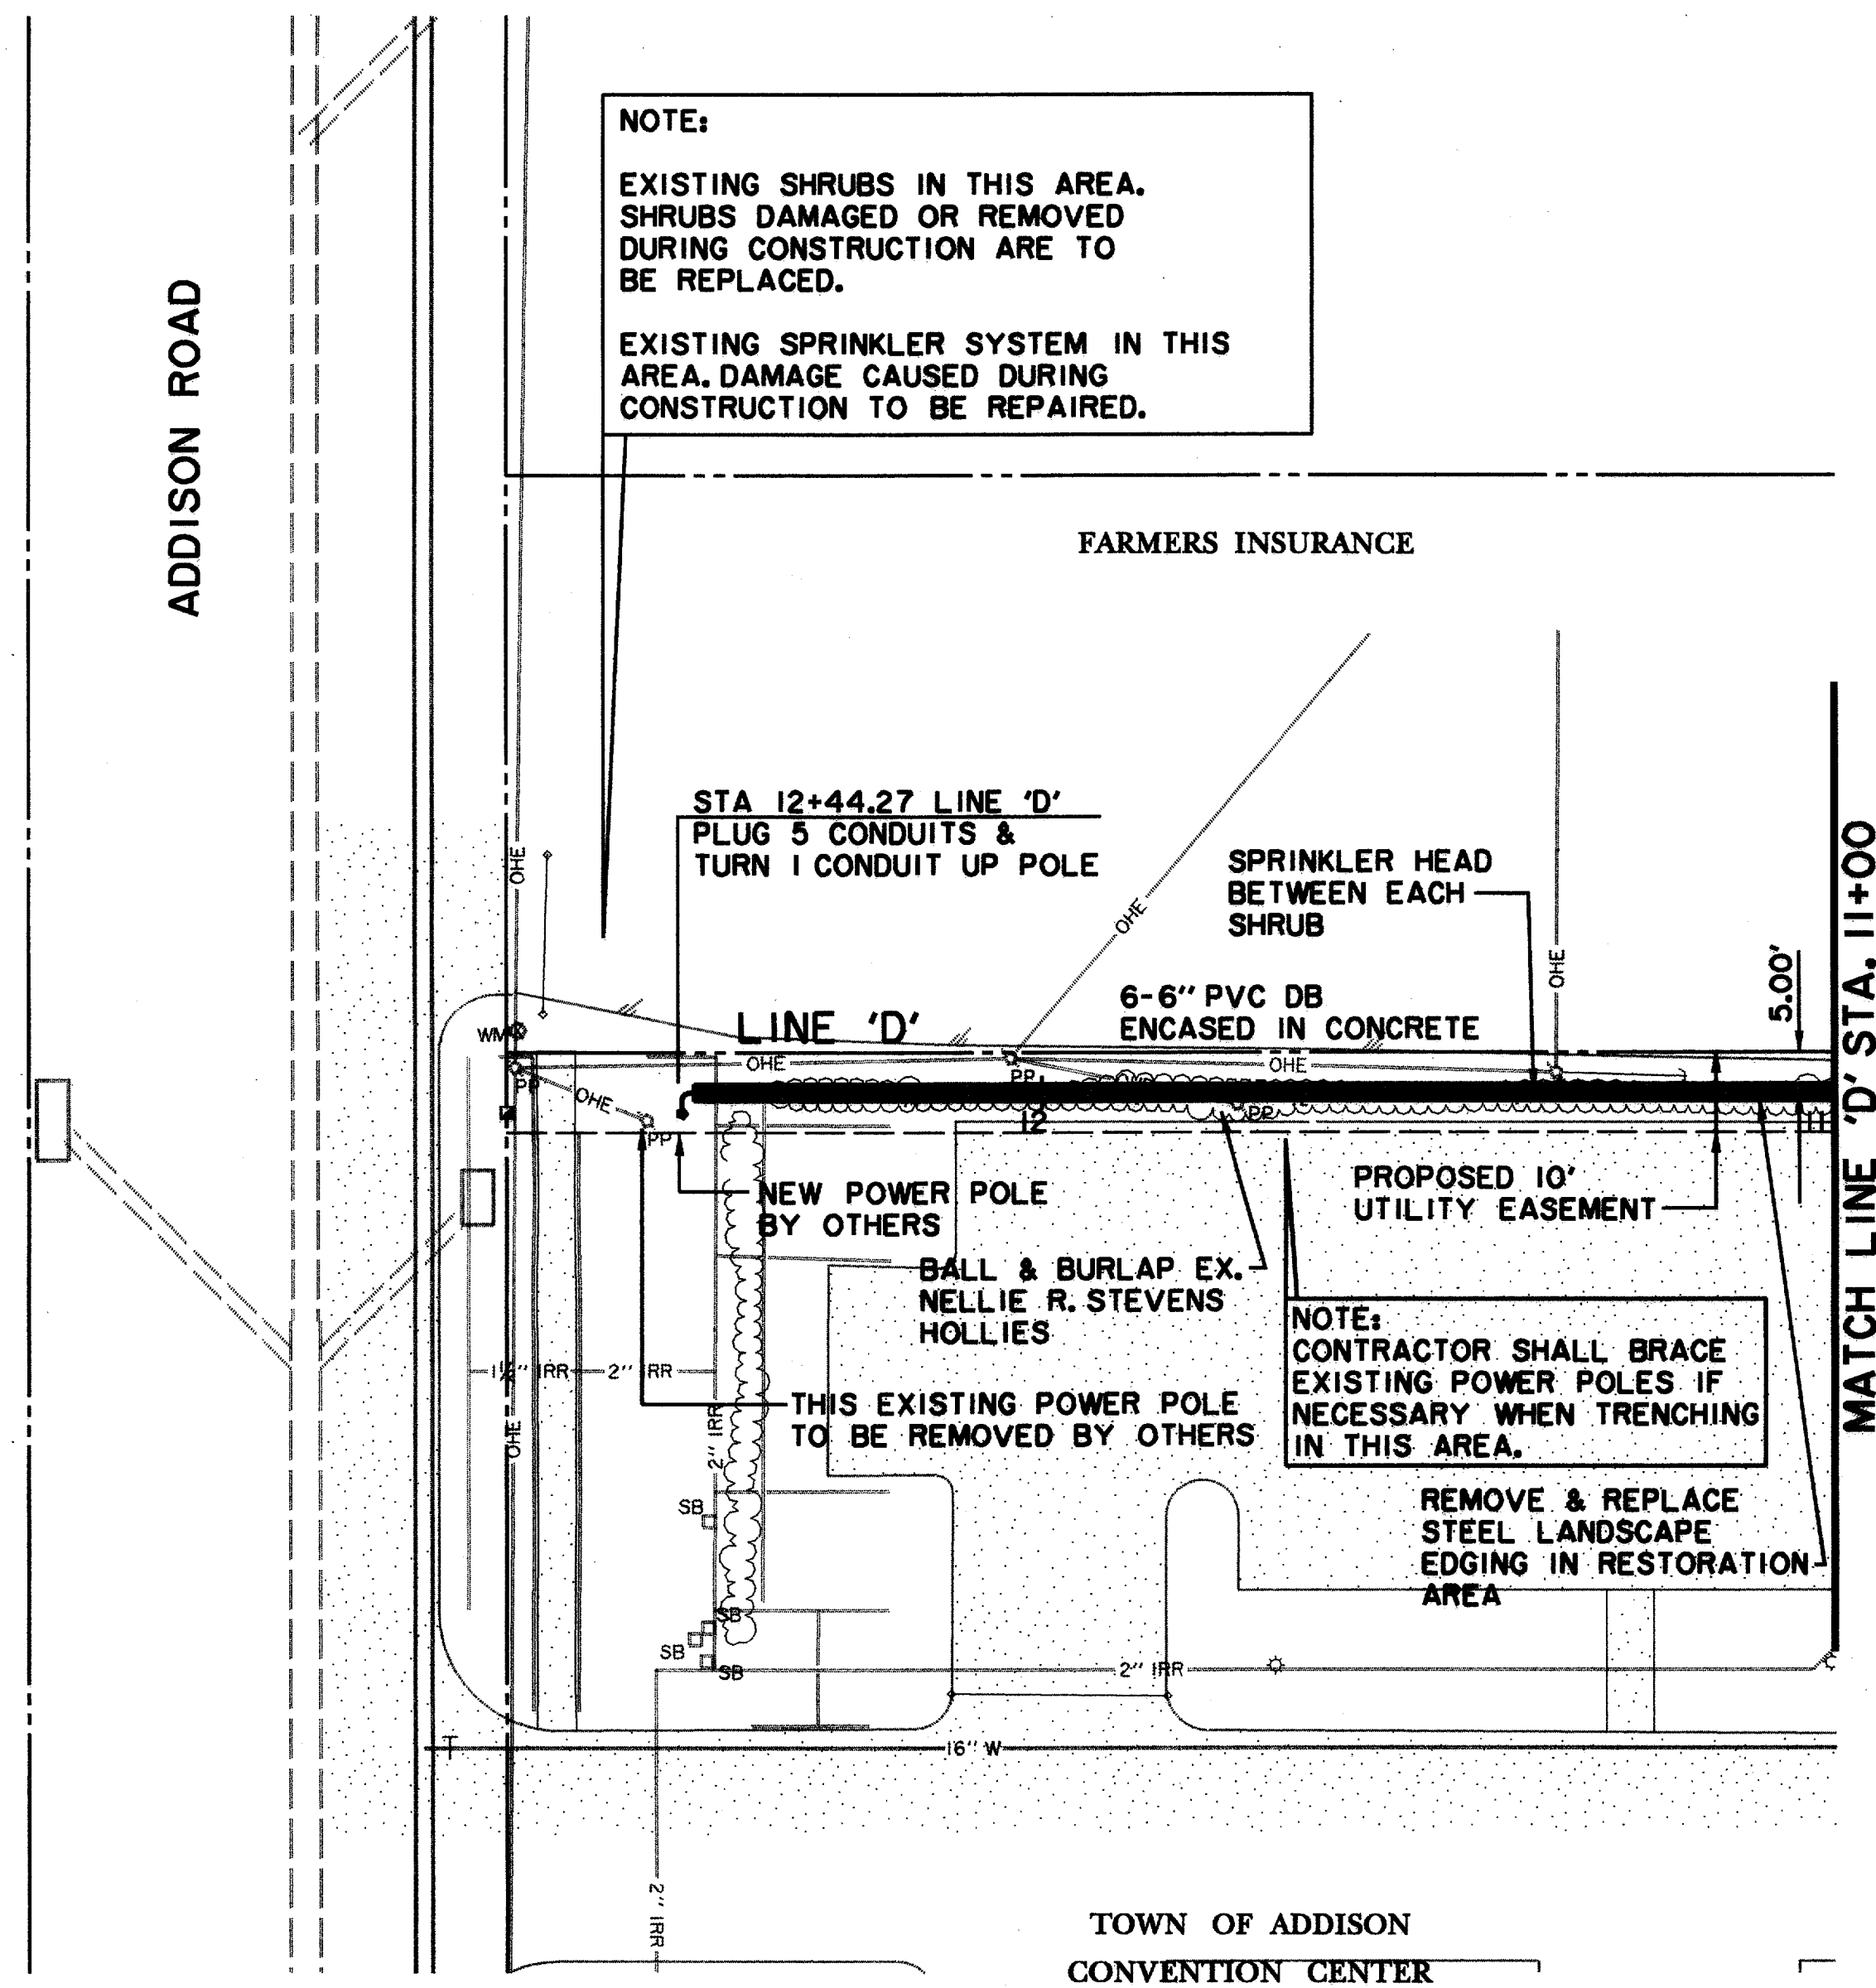 NOTE:
EXISTING SHRUBS IN THIS AREA.
SHRUBS DAMAGED OR REMOVED
DURING CONSTRUCTION ARE TO
BE REPLACED.
EXISTING SPRINKLER SYSTEM IN THIS
AREA. DAMAGE CAUSED DURING
CONSTRUCTION TO BE REPAIRED.
ADDISON ROAD
FARMERS INSURANCE
STA 12+44.27 LINE 'D'
PLUG 5 CONDUITS &
TURN 1 CONDUIT UP POLE
SPRINKLER HEAD
BETWEEN EACH
SHRUB
OHE
OHE
OHE
5.00'
MATCH LINE 'D' STA. 11+00
6-6" PVC DB
ENCASED IN CONCRETE
LINE 'D'
WM
OHE
OHE
PP
PP
OHE
PP
PP
12
11
NEW POWER POLE
BY OTHERS
PROPOSED 10'
UTILITY EASEMENT
BALL & BURLAP EX.
NELLIE R. STEVENS
HOLLIES
NOTE:
CONTRACTOR SHALL BRACE
EXISTING POWER POLES IF
NECESSARY WHEN TRENCHING
IN THIS AREA.
1½" IRR
2" IRR
THIS EXISTING POWER POLE
TO BE REMOVED BY OTHERS
OHE
2" IRR
REMOVE & REPLACE
STEEL LANDSCAPE
EDGING IN RESTORATION
AREA
SB
SB
SB
SB
2" IRR
16" W
2" IRR
TOWN OF ADDISON
CONVENTION CENTER